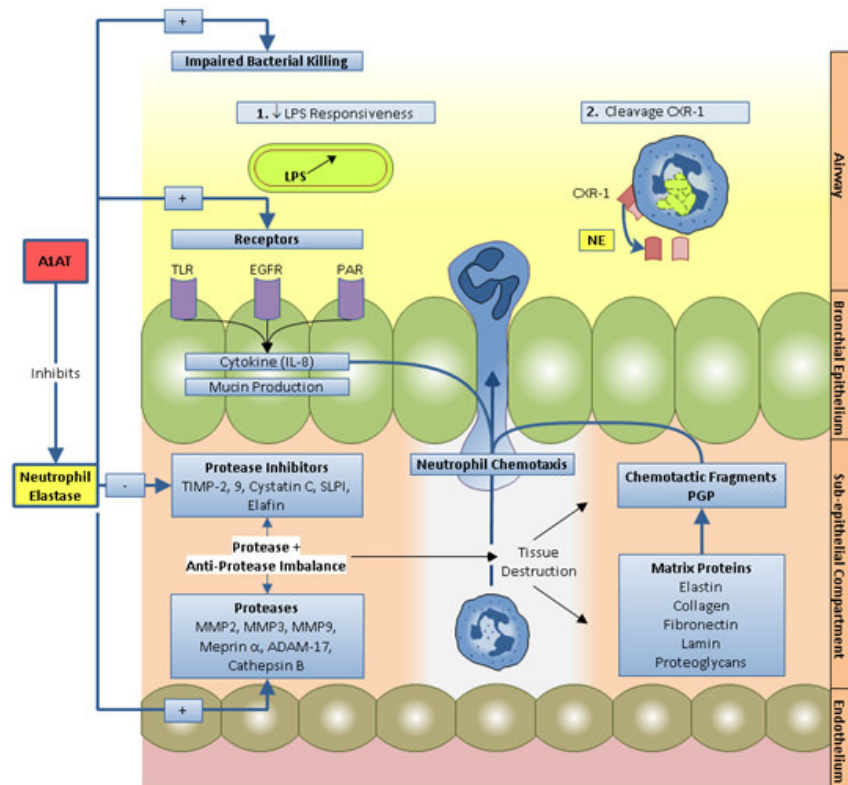 +
Impaired Bacterial Killing
1. ↓ LPS Responsiveness
2. Cleavage CXR-1
LPS
CXR-1
NE
+
Receptors
TLR
EGFR
PAR
A1AT
Inhibits
Cytokine (IL-8)
Mucin Production
Neutrophil
Elastase
-
Protease Inhibitors
TIMP-2, 9, Cystatin C, SLPI,
Elafin
Neutrophil Chemotaxis
Chemotactic Fragments
PGP
Protease +
Anti-Protease Imbalance
Tissue
Destruction
Proteases
MMP2, MMP3, MMP9,
Meprin α, ADAM-17,
Cathepsin B
Matrix Proteins
Elastin
Collagen
Fibronectin
Lamin
Proteoglycans
+
Airway
Bronchial Epithelium
Sub-epithelial Compartment
Endothelium